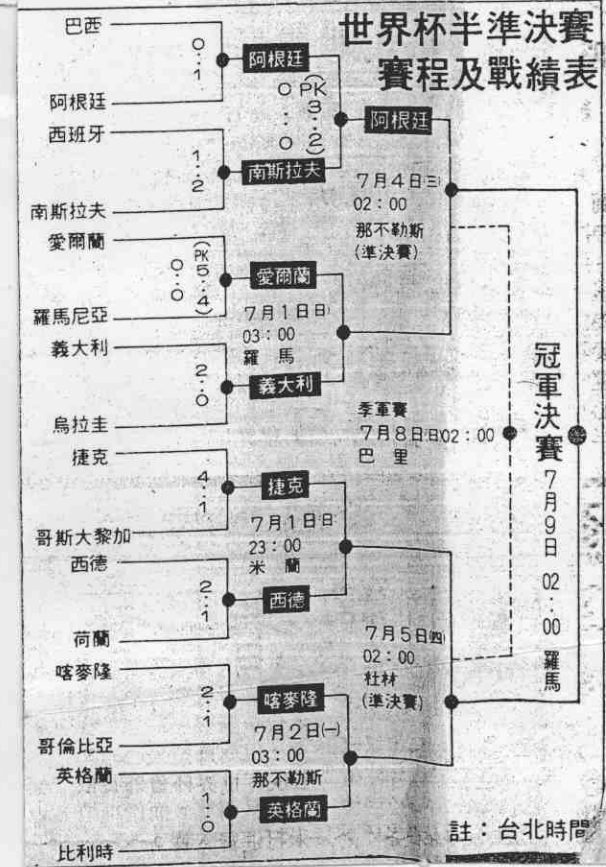 世界杯半準決賽
賽程及戰績表
巴西
0:1
阿根廷
阿根廷
0:0
(PK 3:2)
西班牙
1:2
南斯拉夫
南斯拉夫
阿根廷
7月4日㈢
02:00
那不勒斯
(準決賽)
愛爾蘭
0:0
(PK 5:4)
羅馬尼亞
愛爾蘭
7月1日㈰
03:00
羅馬
義大利
2:0
烏拉圭
義大利
季軍賽
7月8日㈰02:00
巴里
冠軍決賽
7月9日 02:00 羅馬
捷克
4:1
哥斯大黎加
捷克
7月1日㈰
23:00
米蘭
西德
2:1
荷蘭
西德
7月5日㈣
02:00
杜林
(準決賽)
喀麥隆
2:1
哥倫比亞
喀麥隆
7月2日㈠
03:00
那不勒斯
英格蘭
1:0
比利時
英格蘭
註:台北時間